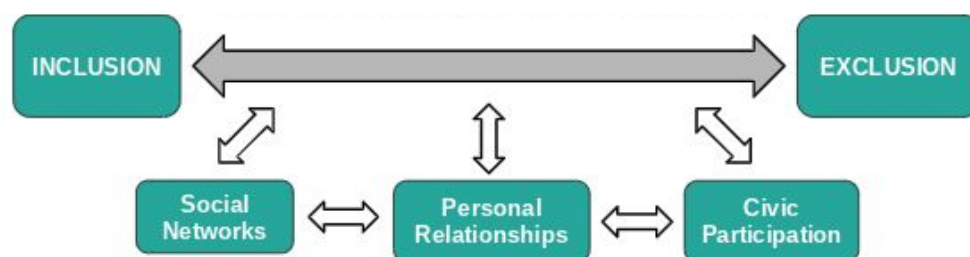 INCLUSION
EXCLUSION
Social
Networks
Personal
Relationships
Civic
Participation